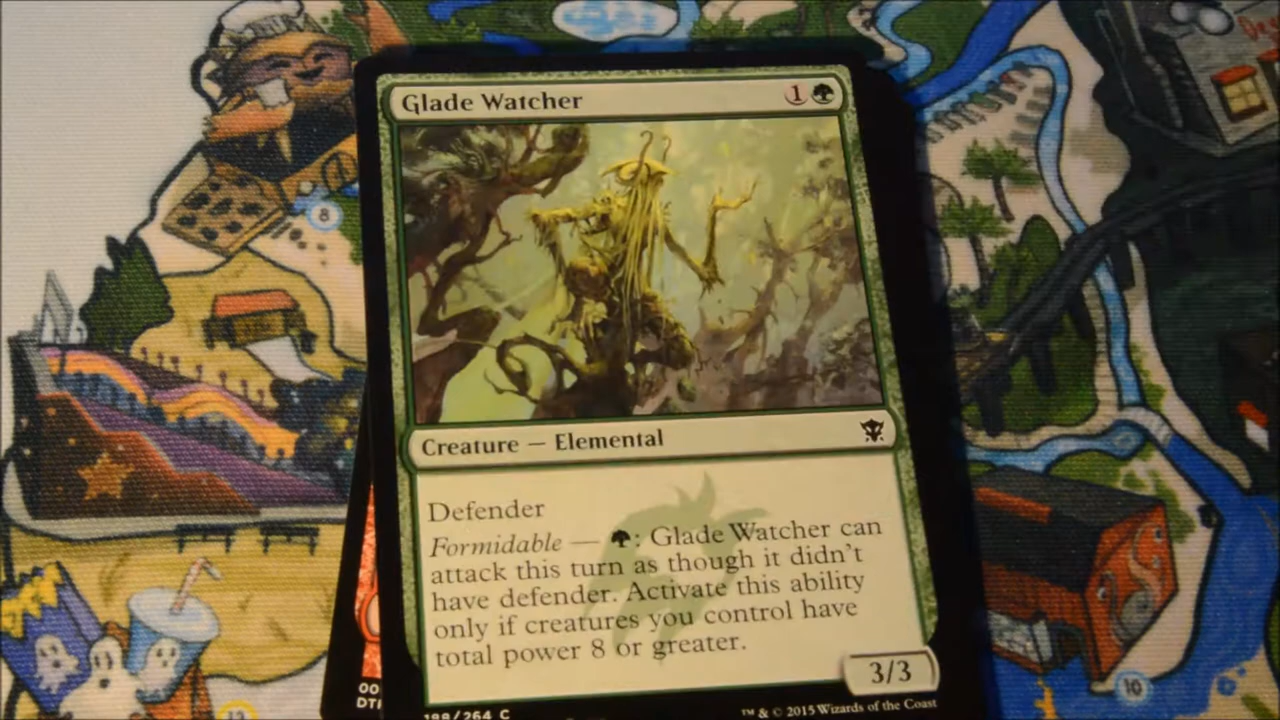 Glade Watcher 1
8
Creature — Elemental
Defender
Formidable — : Glade Watcher can
attack this turn as though it didn't
have defender. Activate this ability
only if creatures you control have
total power 8 or greater.
3/3
188/264 C
™ & © 2015 Wizards of the Coast
10